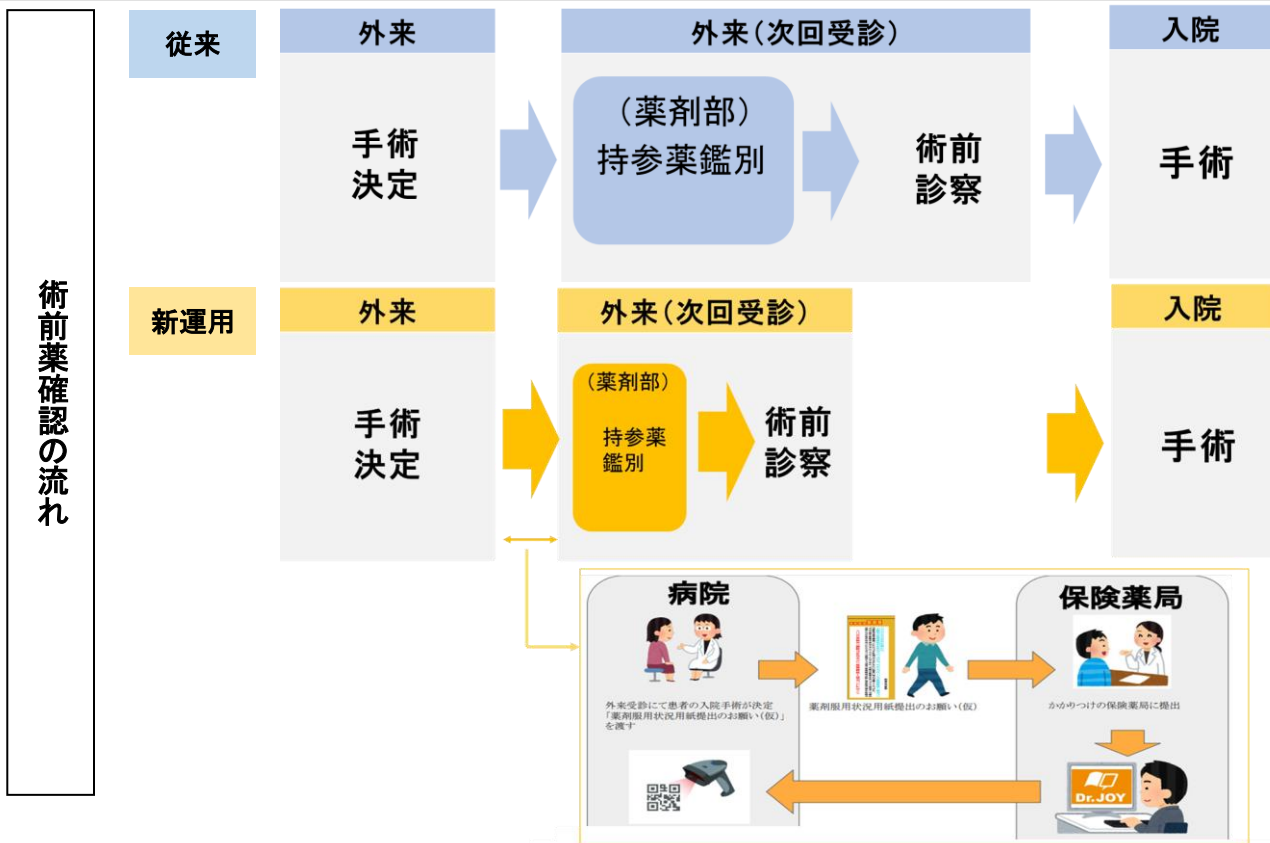 術前薬確認の流れ
従来
外来
外来(次回受診)
入院
手術
決定
(薬剤部)
持参薬鑑別
術前
診察
手術
新運用
外来
外来(次回受診)
入院
手術
決定
(薬剤部)
持参薬
鑑別
術前
診察
手術
病院
保険薬局
外来受診にて患者の入院手術が決定
「薬剤服用状況用紙提出のお願い(仮)」
を渡す
薬剤服用状況用紙提出のお願い(仮)
かかりつけの保険薬局に提出
Dr.JOY